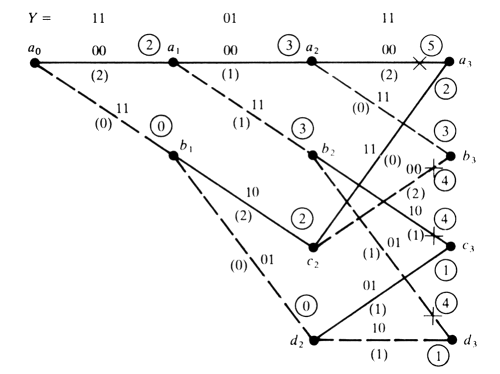 Y = 11 01 11
a0 00 2 a1 00 3 a2 00 5 a3
(2) (1) (2)
11 11 11 2
(0) (1) (0)
0 3 3
b1 b2 11 (0) b3
00 4
10 (2)
(2) 10 4
2 (1)
(0) 01 c2 (1) 01 c3
1
0 01 4
(1)
d2 10 d3
(1) 1